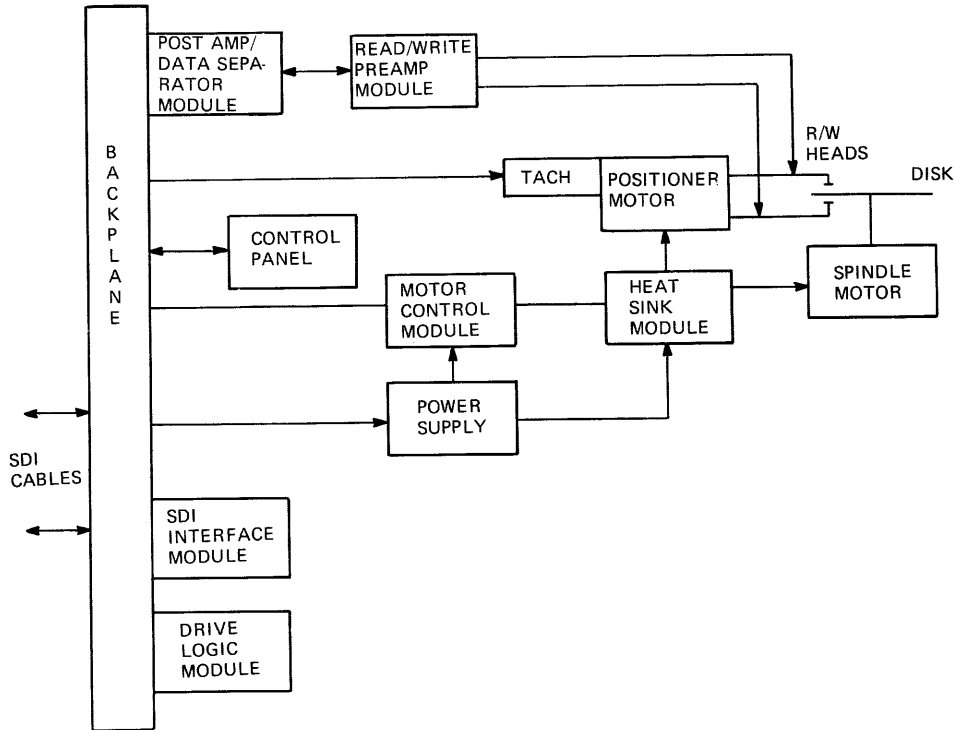 POST AMP/
DATA SEPA-
RATOR
MODULE
READ/WRITE
PREAMP
MODULE
R/W
HEADS
DISK
BACKPLANE
TACH
POSITIONER
MOTOR
CONTROL
PANEL
MOTOR
CONTROL
MODULE
HEAT
SINK
MODULE
SPINDLE
MOTOR
POWER
SUPPLY
SDI
CABLES
SDI
INTERFACE
MODULE
DRIVE
LOGIC
MODULE